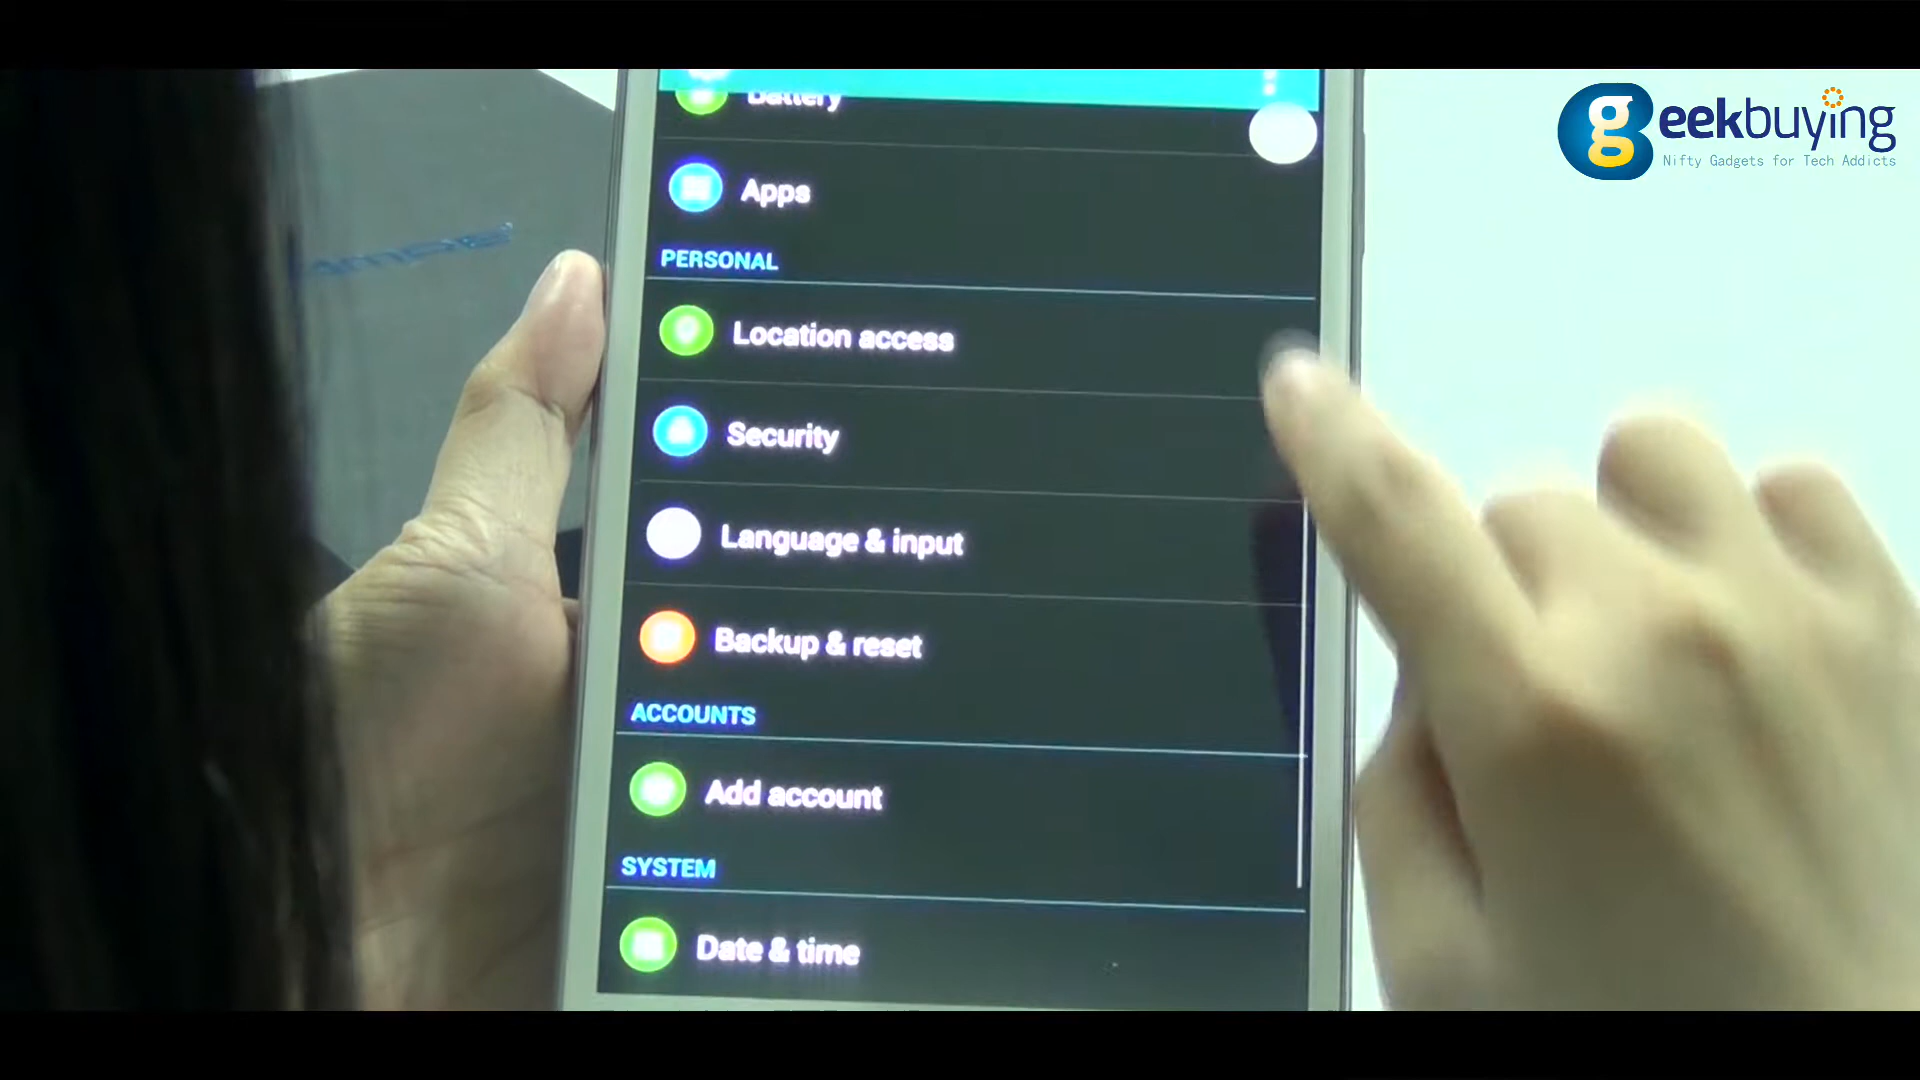 geekbuying
Nifty Gadgets for Tech Addicts
Battery
Apps
PERSONAL
Location access
Security
Language & input
Backup & reset
ACCOUNTS
Add account
SYSTEM
Date & time